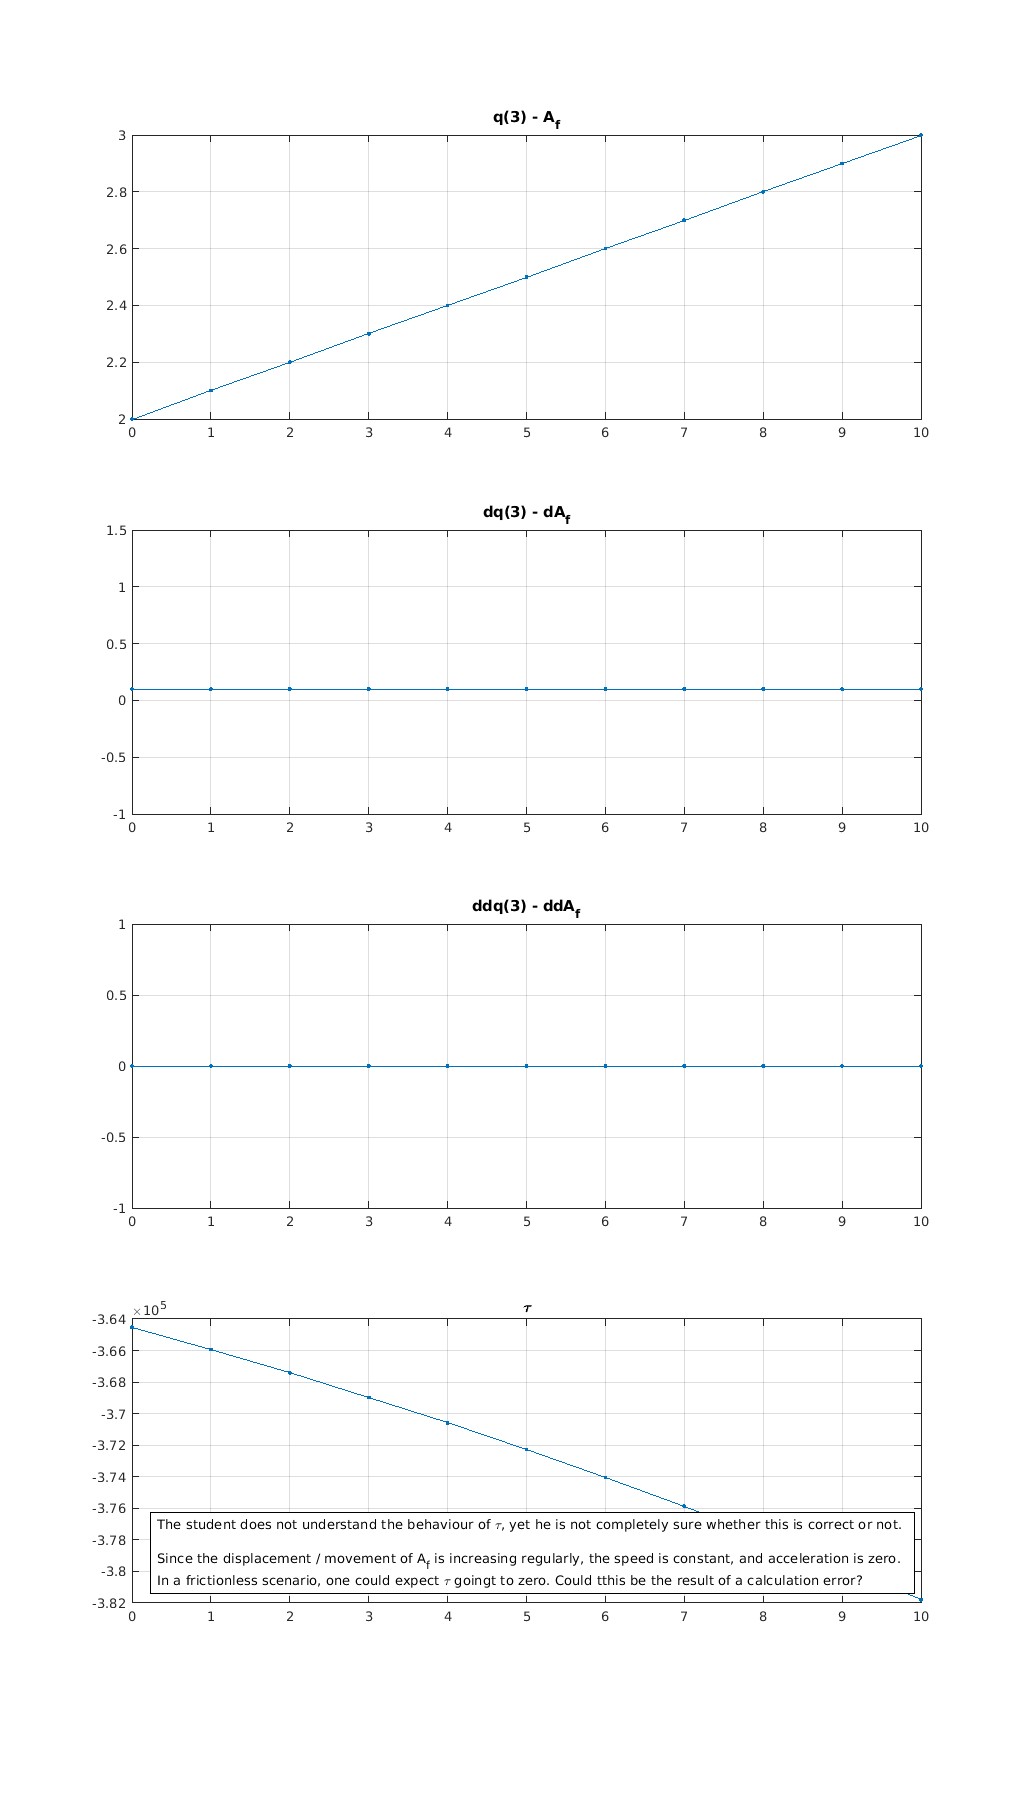 q(3) - A_f
3
2.8
2.6
2.4
2.2
2
0 1 2 3 4 5 6 7 8 9 10
dq(3) - dA_f
1.5
1
0.5
0
-0.5
-1
0 1 2 3 4 5 6 7 8 9 10
ddq(3) - ddA_f
1
0.5
0
-0.5
-1
0 1 2 3 4 5 6 7 8 9 10
×10^5
τ
-3.64
-3.66
-3.68
-3.7
-3.72
-3.74
-3.76
-3.78
-3.8
-3.82
The student does not understand the behaviour of τ, yet he is not completely sure whether this is correct or not.
Since the displacement / movement of A_f is increasing regularly, the speed is constant, and acceleration is zero.
In a frictionless scenario, one could expect τ goingt to zero. Could tthis be the result of a calculation error?
0 1 2 3 4 5 6 7 8 9 10